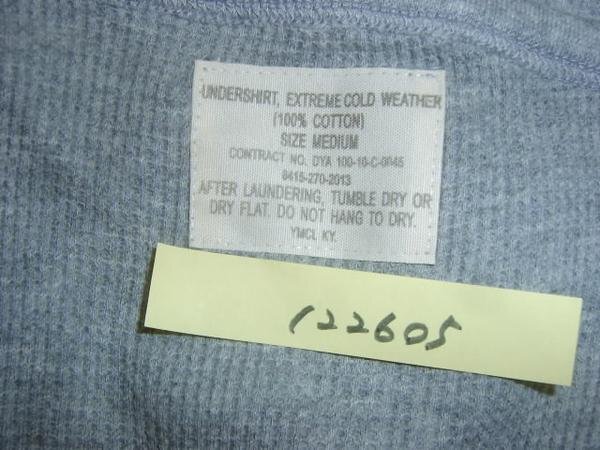 UNDERSHIRT, EXTREME COLD WEATHER
(100% COTTON)
SIZE MEDIUM
CONTRACT NO. DYA 100-10-C-0045
8415-270-2013
AFTER LAUNDERING, TUMBLE DRY OR
DRY FLAT. DO NOT HANG TO DRY.
YMCL KY.
122605